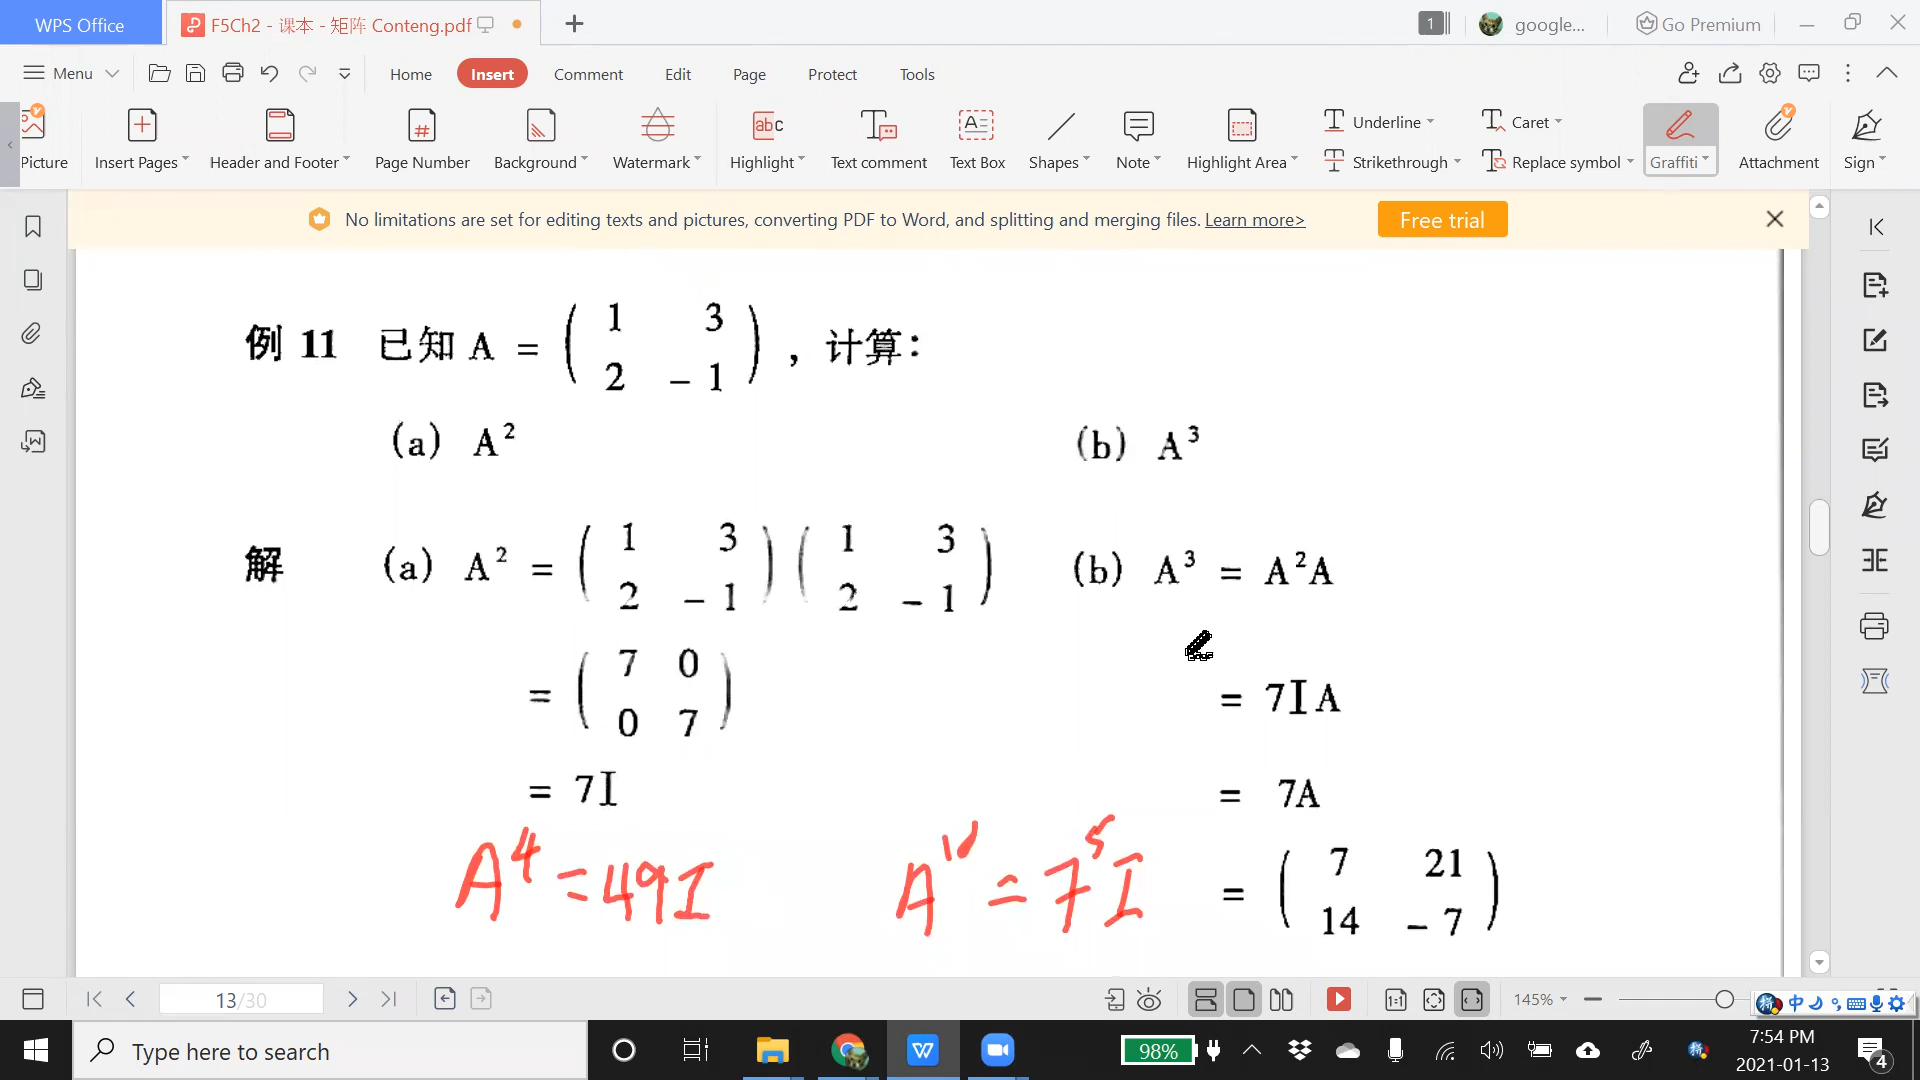 WPS Office
F5Ch2 - 课本 - 矩阵 Conteng.pdf
1
google...
Go Premium
Menu
Home
Insert
Comment
Edit
Page
Protect
Tools
Picture
Insert Pages
Header and Footer
Page Number
Background
Watermark
Highlight
Text comment
Text Box
Shapes
Note
Highlight Area
Underline
Strikethrough
Caret
Replace symbol
Graffiti
Attachment
Sign
No limitations are set for editing texts and pictures, converting PDF to Word, and splitting and merging files. Learn more>
Free trial
例 11 已知 A = ( 1 3
2 - 1 ) , 计算:
(a) A² (b) A³
解 (a) A² = ( 1 3
2 - 1 ) ( 1 3
2 - 1 )
= ( 7 0
0 7 )
= 7I
(b) A³ = A²A
= 7IA
= 7A
= ( 7 21
14 - 7 )
A⁴ = 49I
A¹⁰ = 7⁵I
13/30
145%
中
Type here to search
98%
7:54 PM
2021-01-13
4